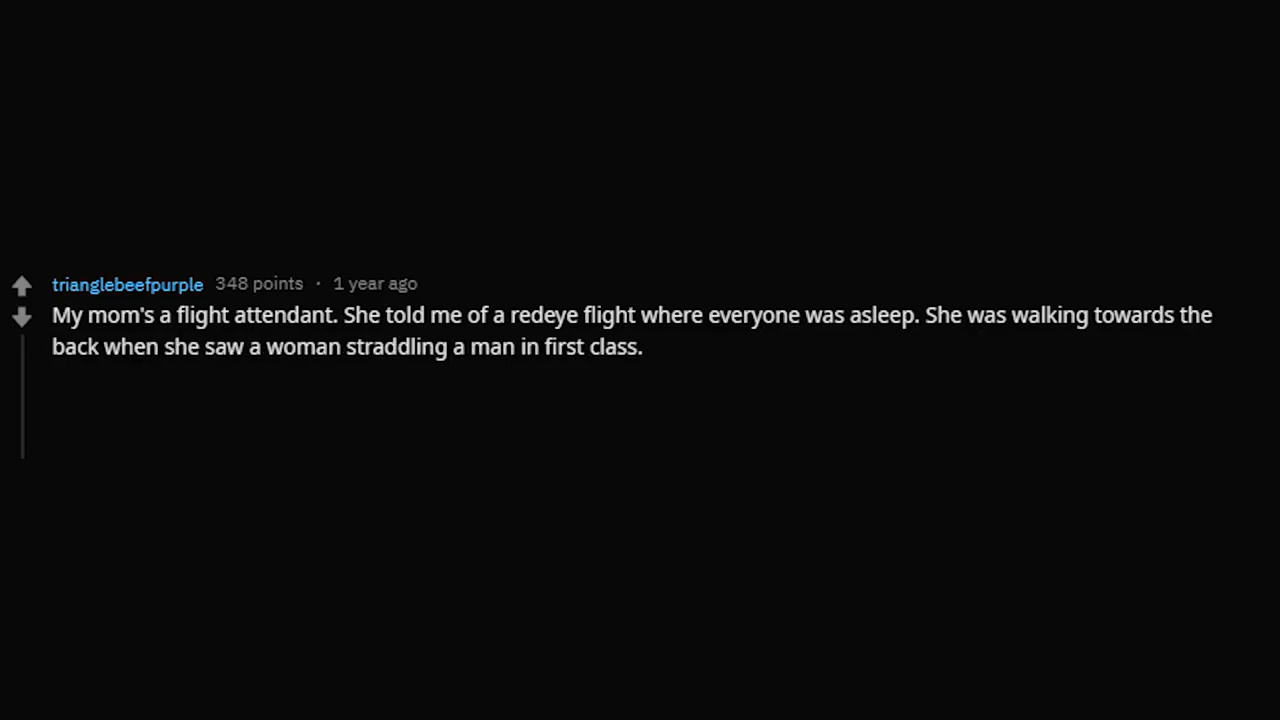 trianglebeefpurple 348 points · 1 year ago
My mom's a flight attendant. She told me of a redeye flight where everyone was asleep. She was walking towards the
back when she saw a woman straddling a man in first class.